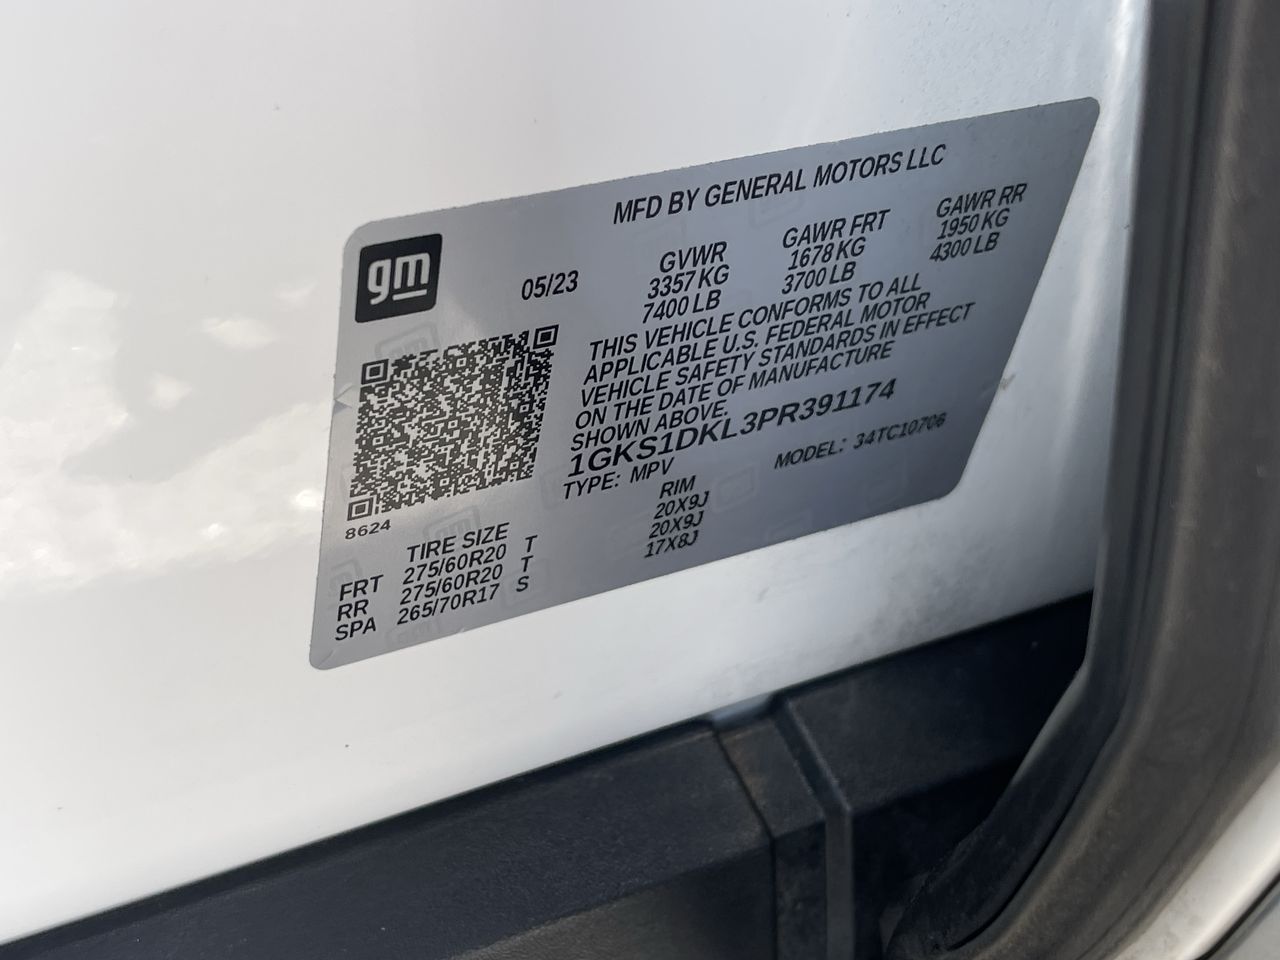 MFD BY GENERAL MOTORS LLC
gm
05/23
GVWR GAWR FRT GAWR RR
3357 KG 1678 KG 1950 KG
7400 LB 3700 LB 4300 LB
THIS VEHICLE CONFORMS TO ALL
APPLICABLE U.S. FEDERAL MOTOR
VEHICLE SAFETY STANDARDS IN EFFECT
ON THE DATE OF MANUFACTURE
SHOWN ABOVE.
1GKS1DKL3PR391174
TYPE: MPV MODEL: 34TC10706
8624
TIRE SIZE RIM
FRT 275/60R20 T 20X9J
RR 275/60R20 T 20X9J
SPA 265/70R17 S 17X8J